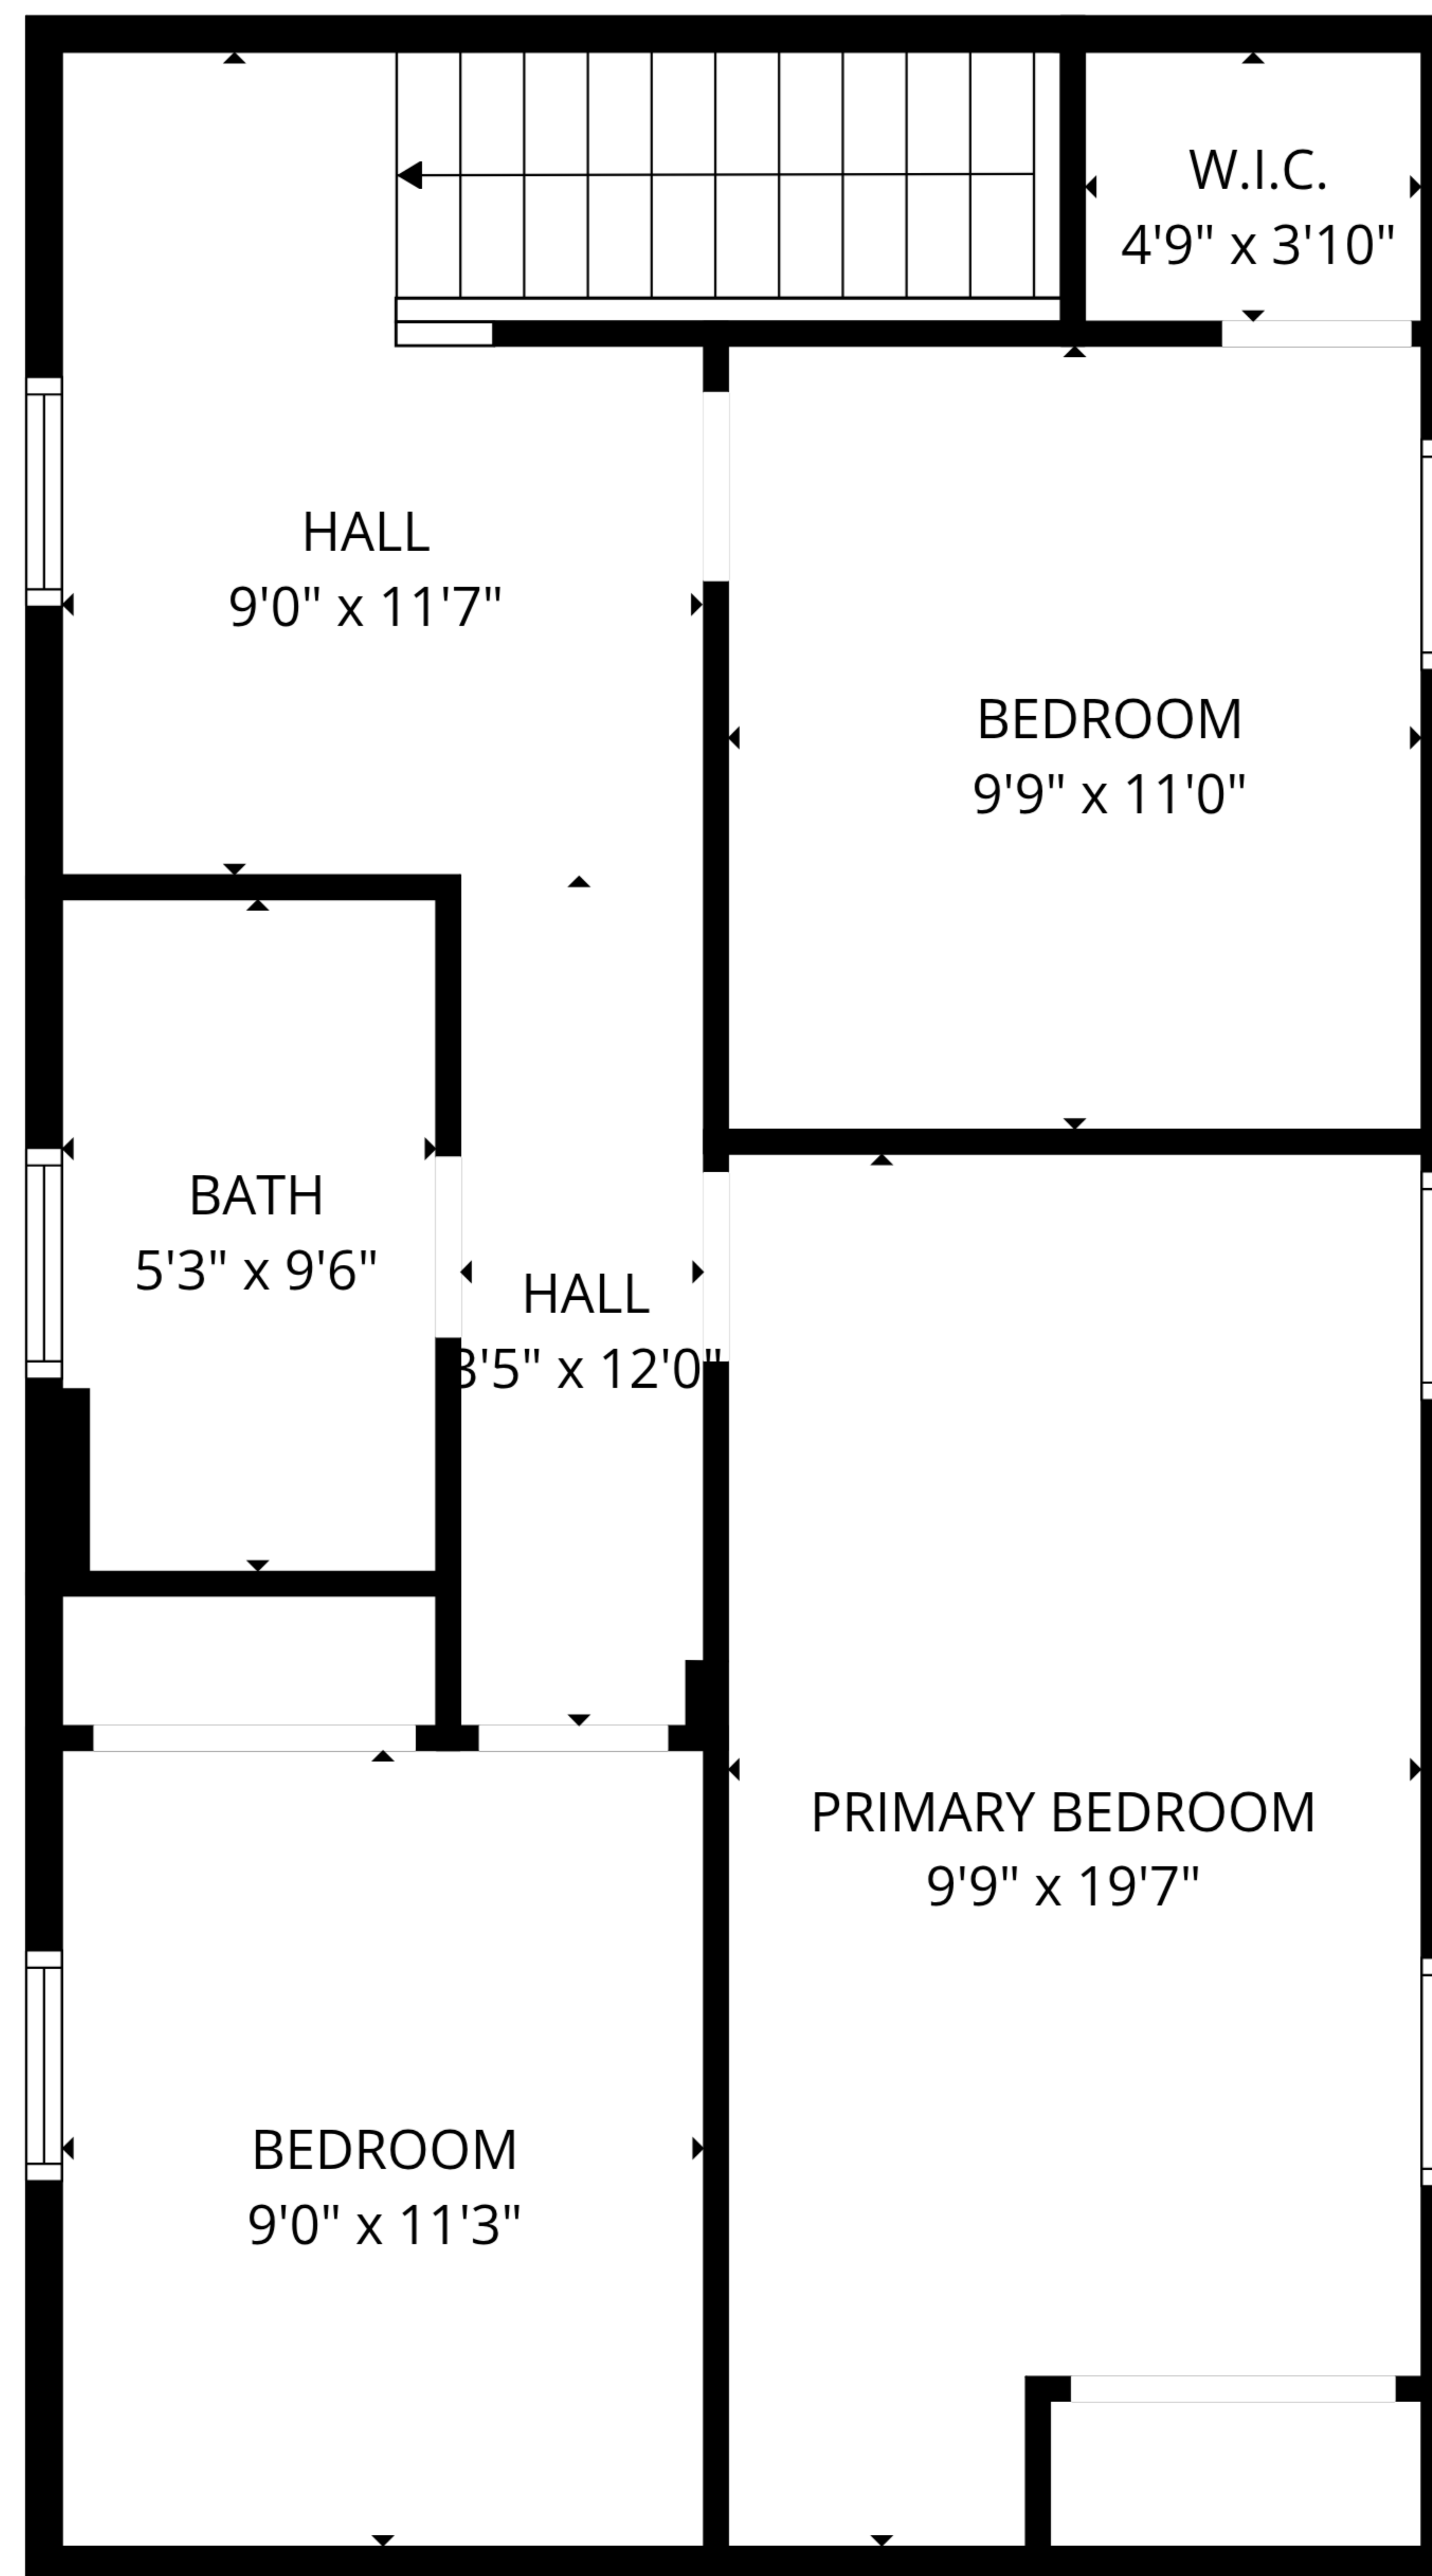 W.I.C.
4'9" x 3'10"
HALL
9'0" x 11'7"
BEDROOM
9'9" x 11'0"
BATH
5'3" x 9'6"
HALL
3'5" x 12'0"
PRIMARY BEDROOM
9'9" x 19'7"
BEDROOM
9'0" x 11'3"